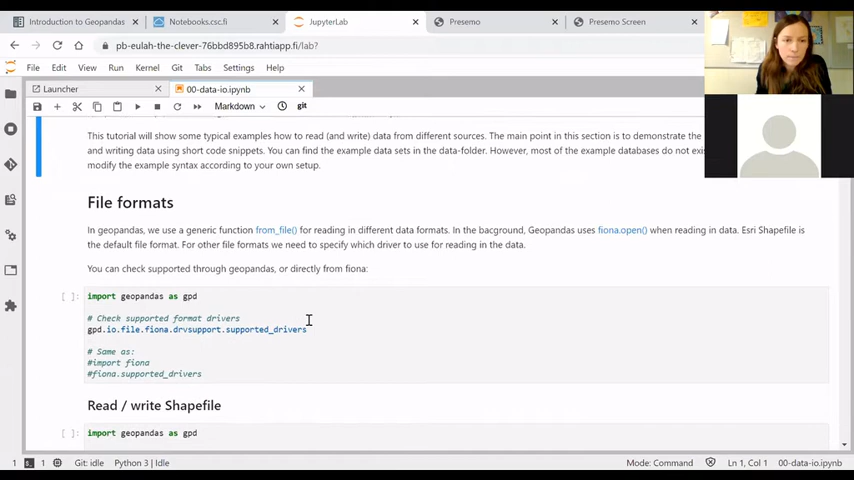 Introduction to Geopandas
Notebooks.csc.fi
JupyterLab
Presemo
Presemo Screen
pb-eulah-the-clever-76bbd895b8.rahtiapp.fi/lab?
File Edit View Run Kernel Git Tabs Settings Help
Launcher
00-data-io.ipynb
Markdown
git
This tutorial will show some typical examples how to read (and write) data from different sources. The main point in this section is to demonstrate the
and writing data using short code snippets. You can find the example data sets in the data-folder. However, most of the example databases do not exi
modify the example syntax according to your own setup.
File formats
In geopandas, we use a generic function from_file() for reading in different data formats. In the bacground, Geopandas uses fiona.open() when reading in data. Esri Shapefile is
the default file format. For other file formats we need to specify which driver to use for reading in the data.
You can check supported through geopandas, or directly from fiona:
[ ]: import geopandas as gpd
# Check supported format drivers
gpd.io.file.fiona.drvsupport.supported_drivers
# Same as:
#import fiona
#fiona.supported_drivers
Read / write Shapefile
[ ]: import geopandas as gpd
1 1 Git: idle Python 3 | Idle Mode: Command Ln 1, Col 1 00-data-io.ipynb